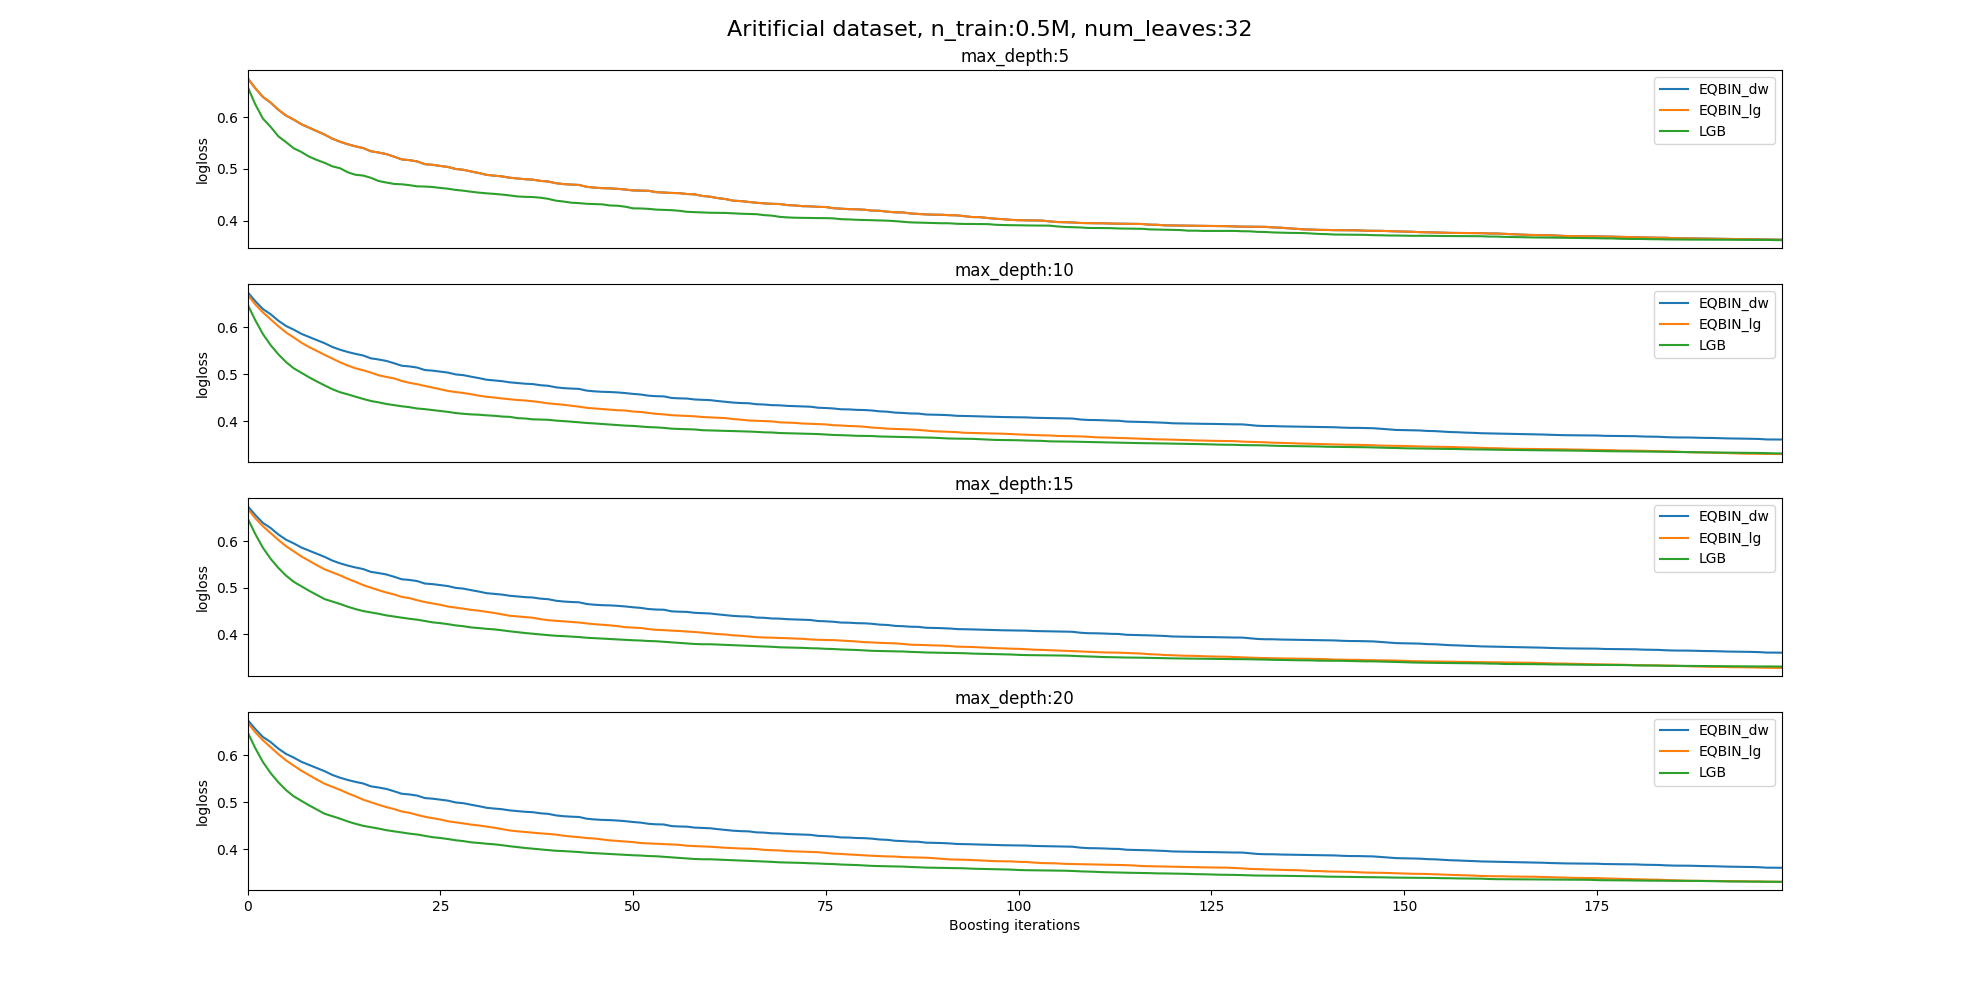 Aritificial dataset, n_train:0.5M, num_leaves:32
max_depth:5
0.6
0.5
0.4
logloss
EQBIN_dw
EQBIN_lg
LGB
max_depth:10
0.6
0.5
0.4
logloss
EQBIN_dw
EQBIN_lg
LGB
max_depth:15
0.6
0.5
0.4
logloss
EQBIN_dw
EQBIN_lg
LGB
max_depth:20
0.6
0.5
0.4
logloss
EQBIN_dw
EQBIN_lg
LGB
0 25 50 75 100 125 150 175
Boosting iterations